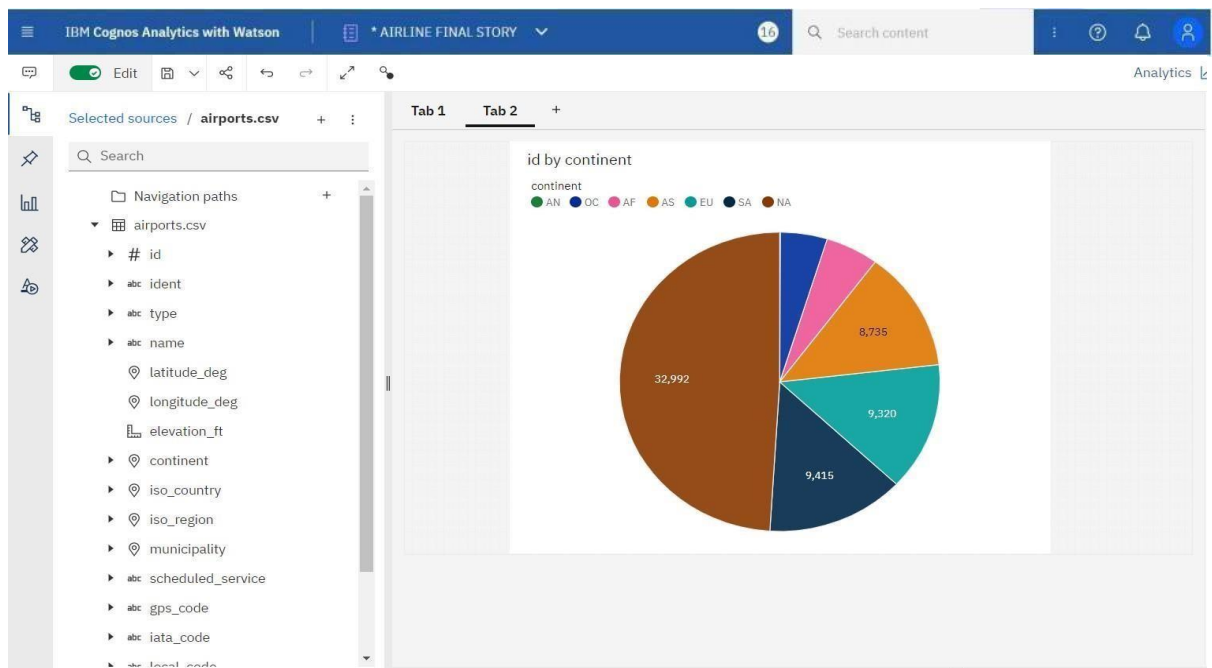 IBM Cognos Analytics with Watson * AIRLINE FINAL STORY 16 Search content
Edit Analytics
Selected sources / airports.csv
Search
Navigation paths
airports.csv
# id
abc ident
abc type
abc name
latitude_deg
longitude_deg
elevation_ft
continent
iso_country
iso_region
municipality
abc scheduled_service
abc gps_code
abc iata_code
abc local_code
Tab 1 Tab 2 +
id by continent
continent
AN OC AF AS EU SA NA
8,735
32,992
9,320
9,415